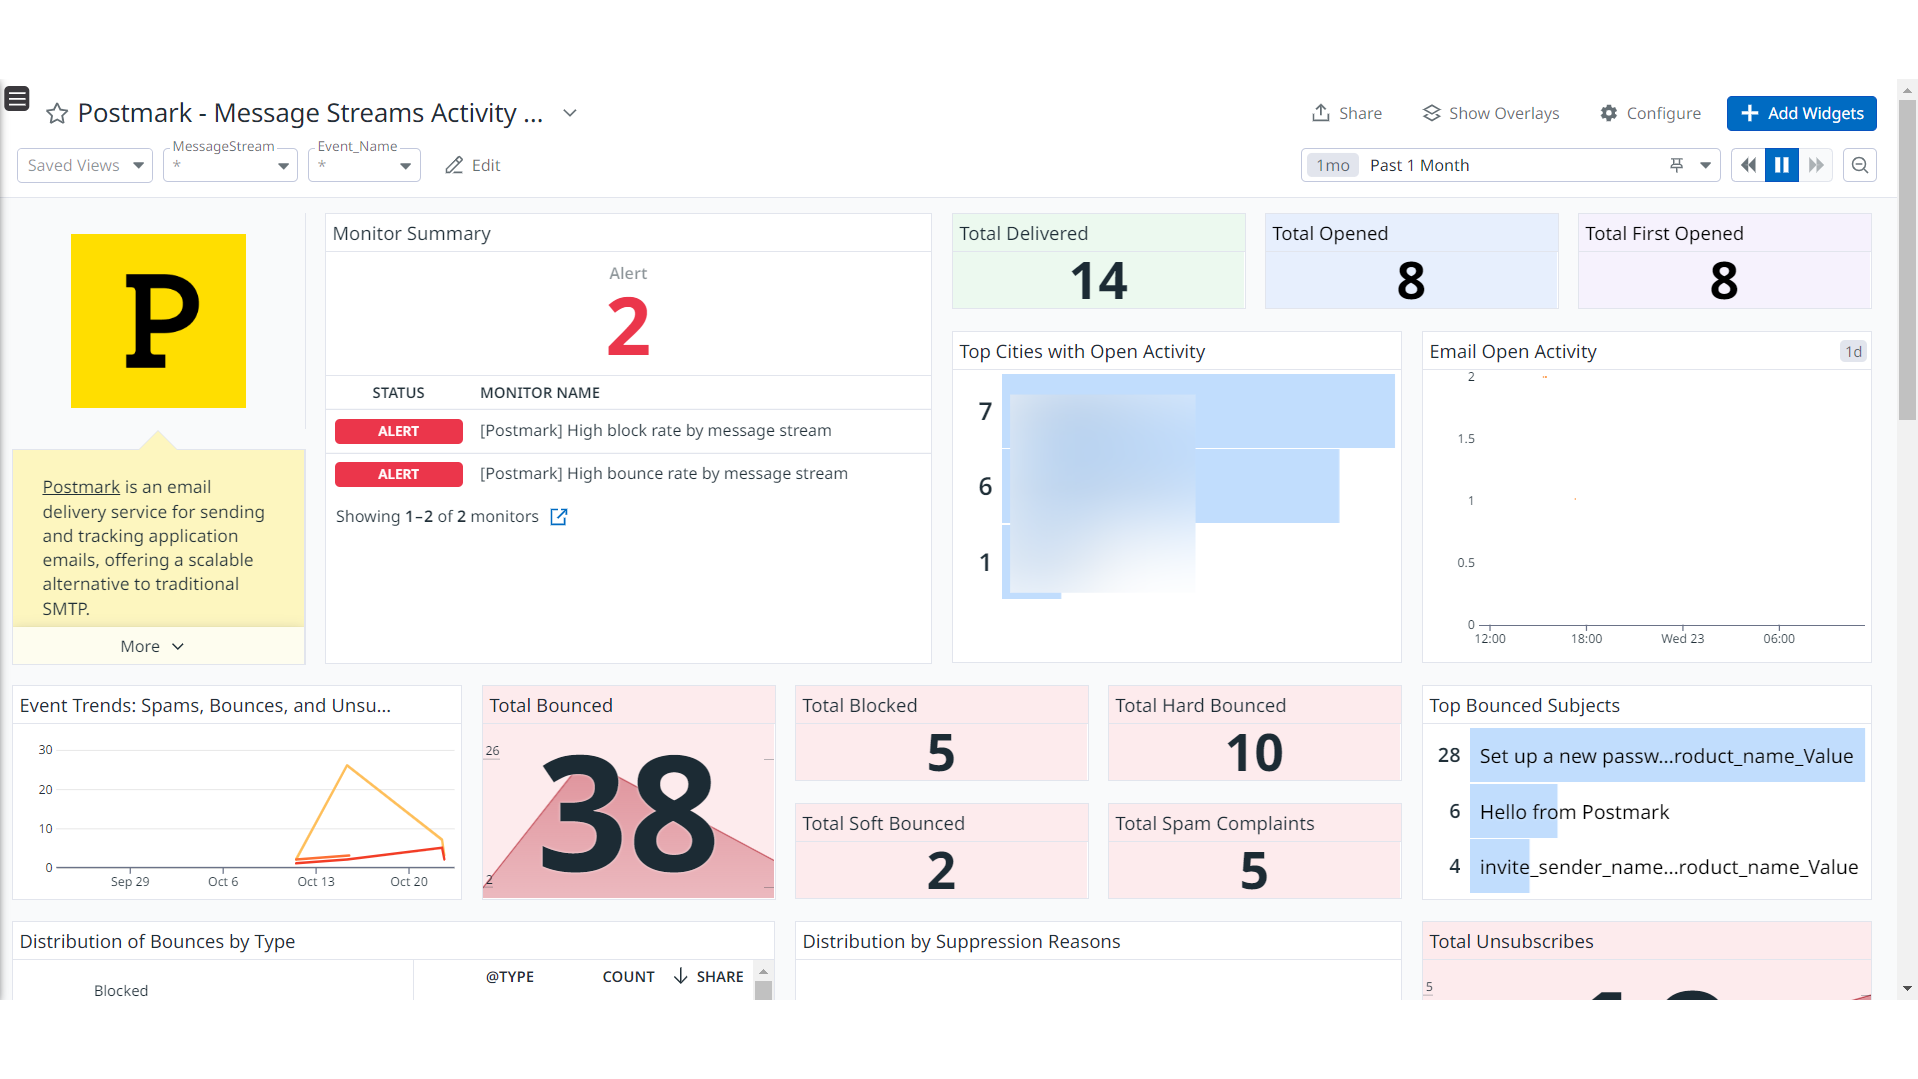 Postmark - Message Streams Activity ...
Share
Show Overlays
Configure
Add Widgets
Saved Views
MessageStream
*
Event_Name
*
Edit
1mo
Past 1 Month
P
Postmark is an email
delivery service for sending
and tracking application
emails, offering a scalable
alternative to traditional
SMTP.
More
Monitor Summary
Alert
2
STATUS
MONITOR NAME
ALERT
[Postmark] High block rate by message stream
ALERT
[Postmark] High bounce rate by message stream
Showing 1–2 of 2 monitors
Total Delivered
14
Total Opened
8
Total First Opened
8
Top Cities with Open Activity
7
6
1
Email Open Activity
1d
2
1.5
1
0.5
0
12:00
18:00
Wed 23
06:00
Event Trends: Spams, Bounces, and Unsu...
30
20
10
0
Sep 29
Oct 6
Oct 13
Oct 20
Total Bounced
26
38
2
Total Blocked
5
Total Hard Bounced
10
Total Soft Bounced
2
Total Spam Complaints
5
Top Bounced Subjects
28
Set up a new passw...roduct_name_Value
6
Hello from Postmark
4
invite_sender_name...roduct_name_Value
Distribution of Bounces by Type
Blocked
@TYPE
COUNT
SHARE
Distribution by Suppression Reasons
Total Unsubscribes
5